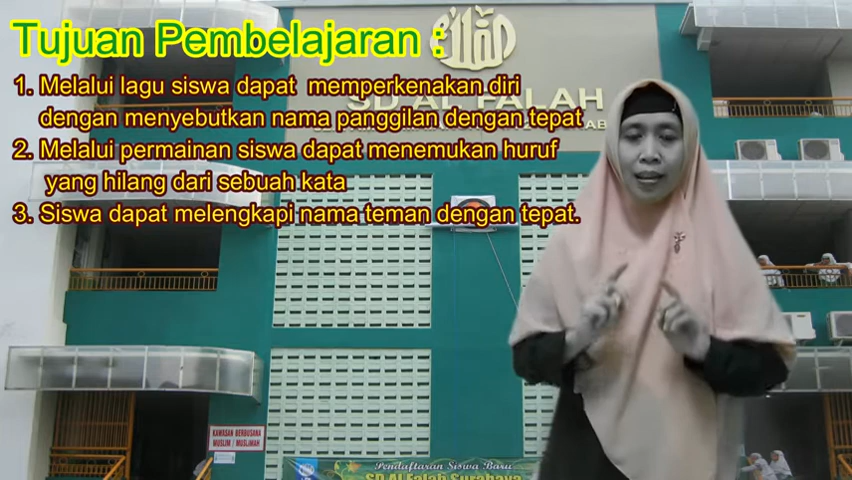 Tujuan Pembelajaran :
1. Melalui lagu siswa dapat memperkenakan diri
dengan menyebutkan nama panggilan dengan tepat
2. Melalui permainan siswa dapat menemukan huruf
yang hilang dari sebuah kata
3. Siswa dapat melengkapi nama teman dengan tepat.
SD AL FALAH
KAWASAN BERBUSANA
MUSLIM / MUSLIMAH
Pendaftaran Siswa Baru
SD Al Falah Surabaya